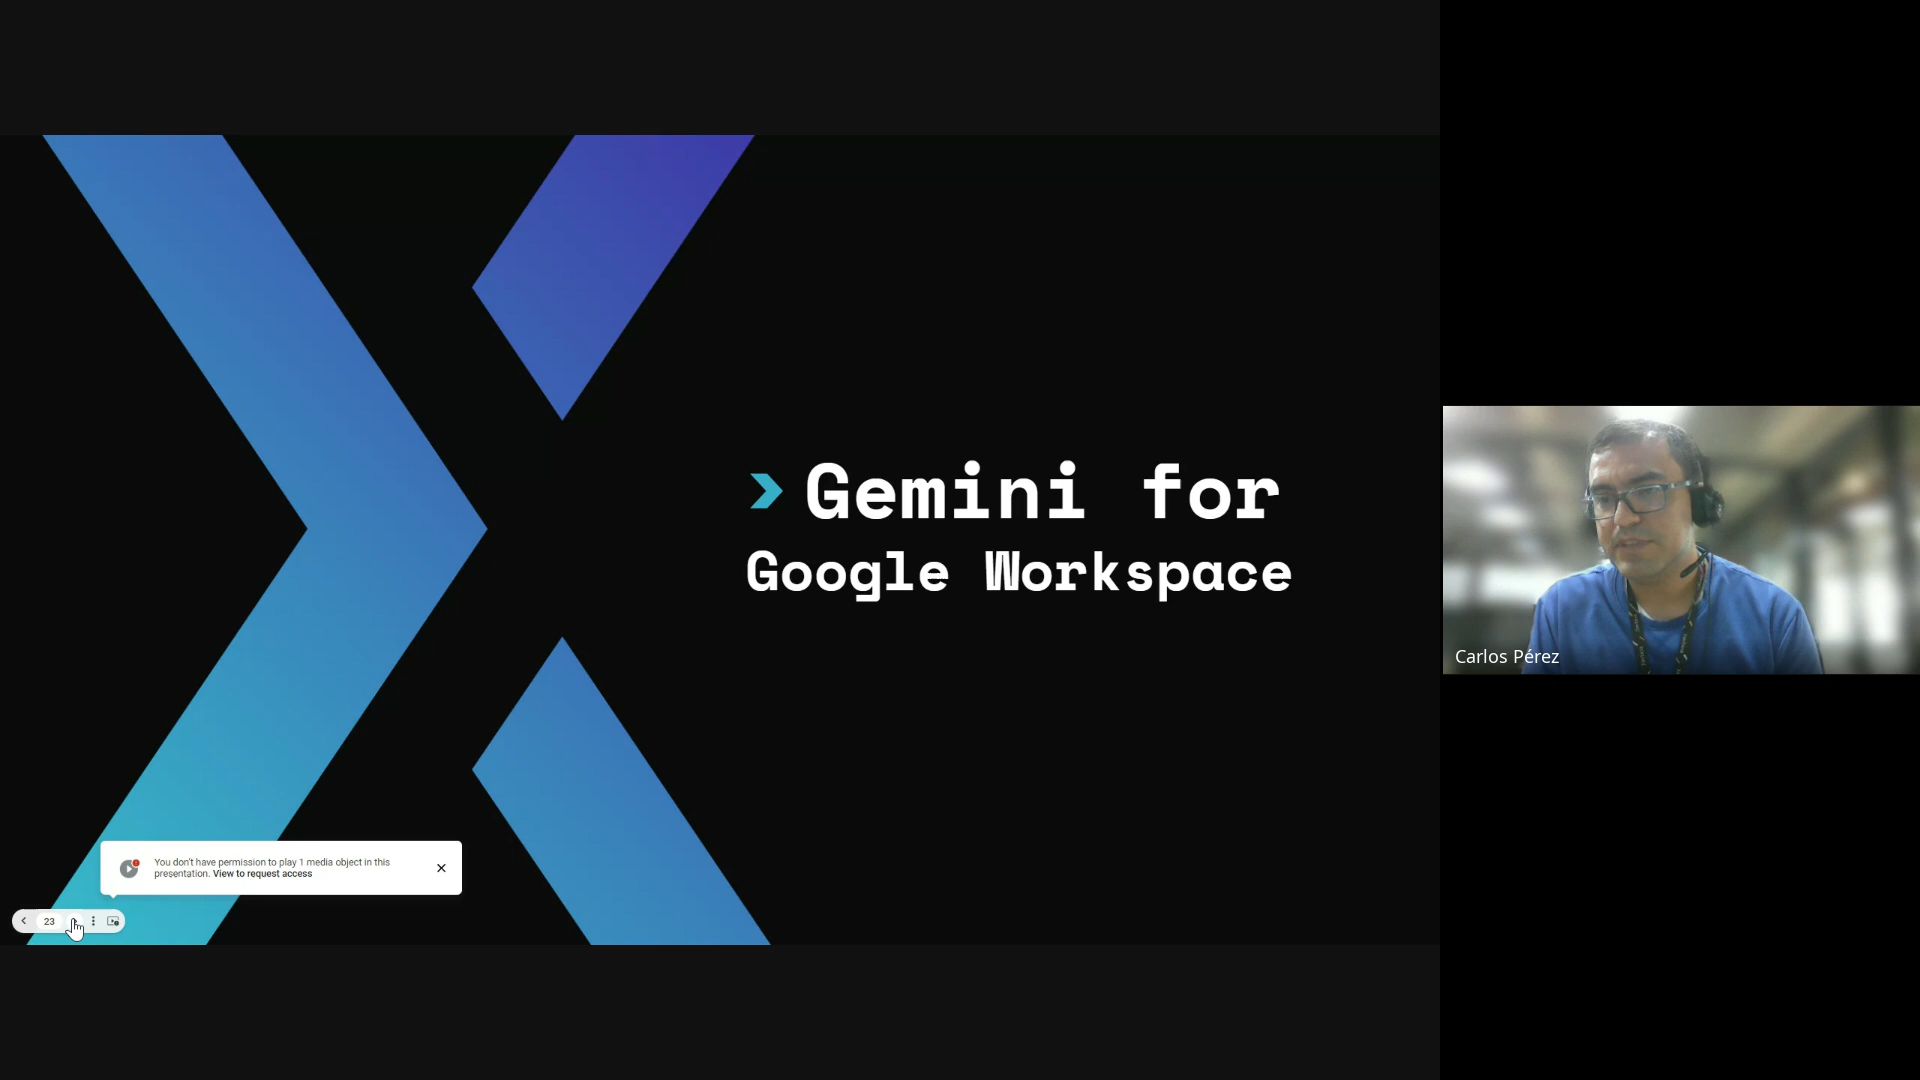 Gemini for
Google Workspace
Carlos Pérez
You don't have permission to play 1 media object in this
presentation. View to request access
23